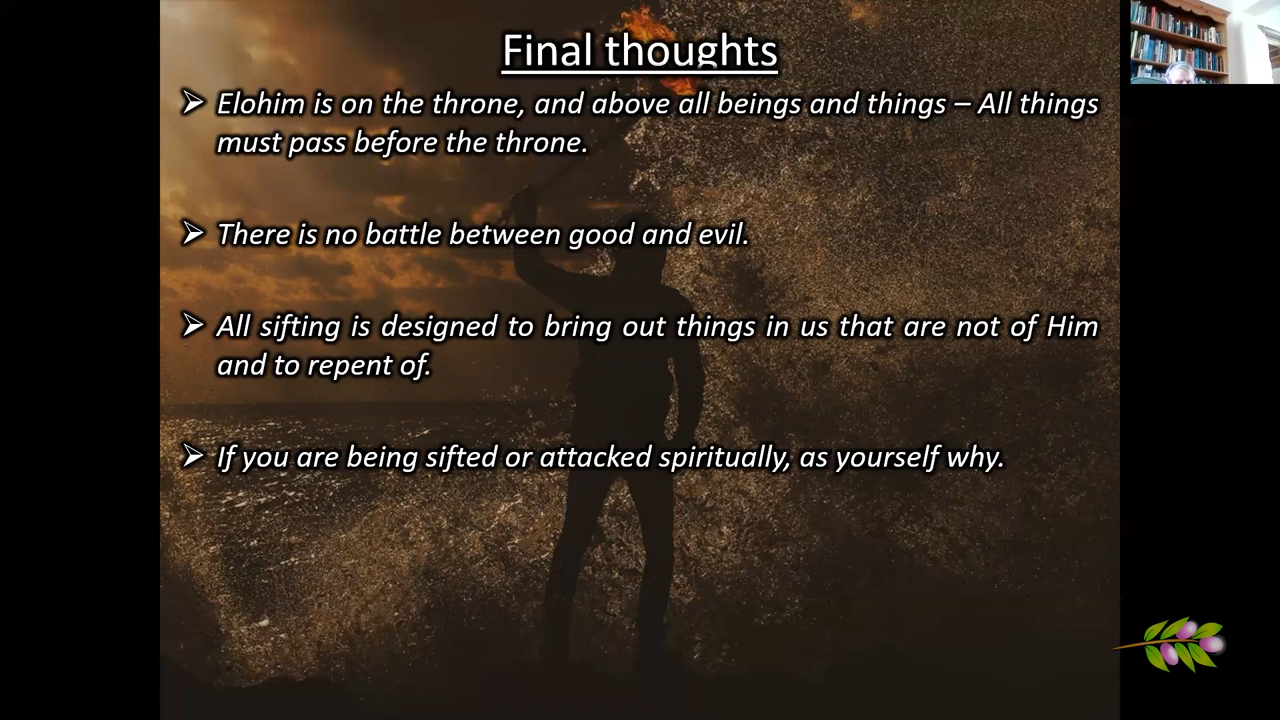 Final thoughts
➢ Elohim is on the throne, and above all beings and things – All things
must pass before the throne.
➢ There is no battle between good and evil.
➢ All sifting is designed to bring out things in us that are not of Him
and to repent of.
➢ If you are being sifted or attacked spiritually, as yourself why.